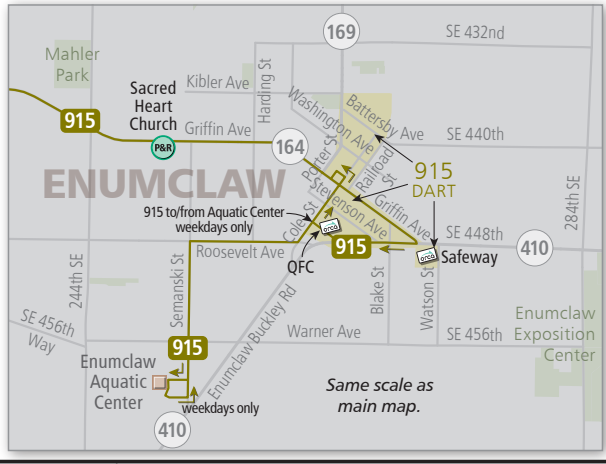 169
SE 432nd
Mahler
Park
Kibler Ave
Harding St
Sacred
Heart
Church
915
P&R
Griffin Ave
164
Washington Ave
Battersby Ave
SE 440th
Porter St
Railroad St
915
DART
ENUMCLAW
Stevenson Ave
Griffin Ave
284th SE
915 to/from Aquatic Center
weekdays only
Cole St
orca
QFC
Roosevelt Ave
915
SE 448th
410
orca
Safeway
244th SE
Semanski St
Blake St
Watson St
Enumclaw Buckley Rd
SE 456th
Way
Warner Ave
SE 456th
Enumclaw
Exposition
Center
915
Enumclaw
Aquatic
Center
weekdays only
410
Same scale as
main map.